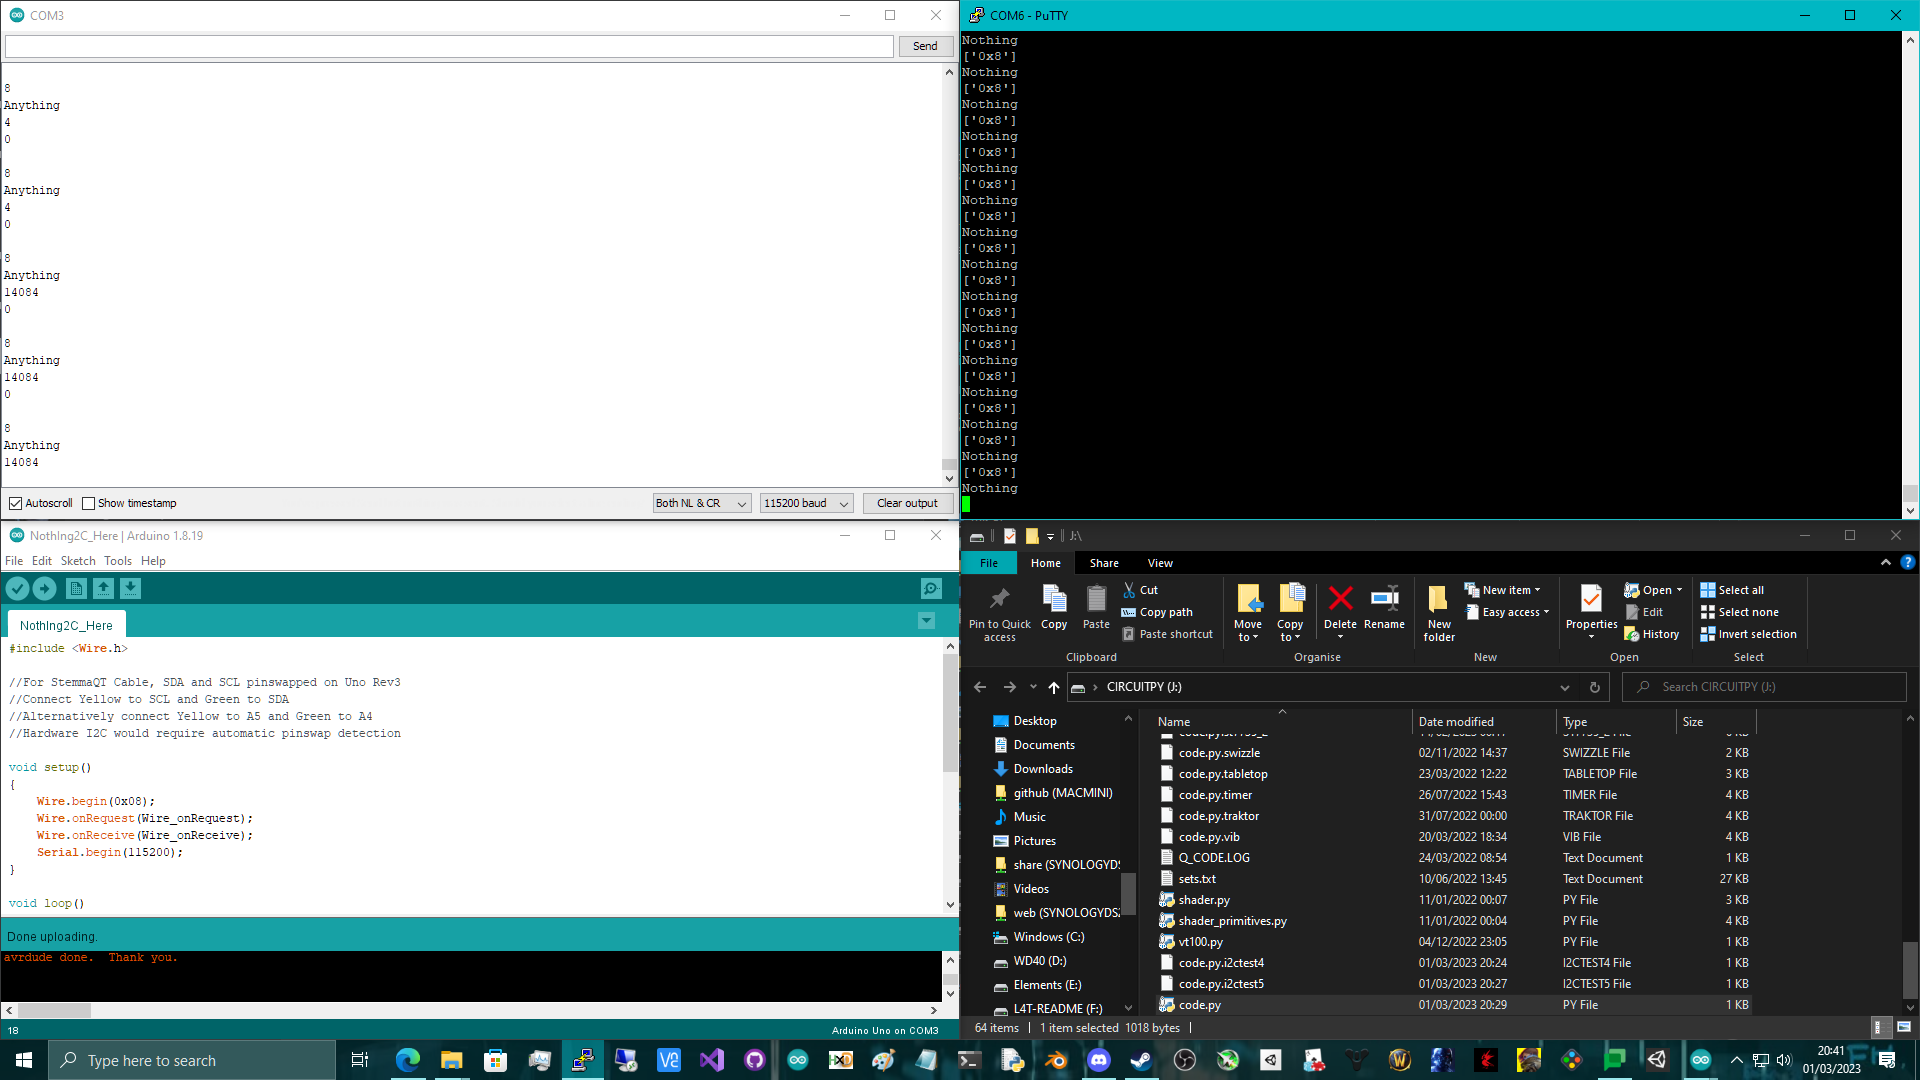 COM3
Send
8
Anything
4
0
8
Anything
4
0
8
Anything
14084
0
8
Anything
14084
0
8
Anything
14084
Autoscroll
Show timestamp
Both NL & CR
115200 baud
Clear output
COM6 - PuTTY
Nothing
['0x8']
Nothing
['0x8']
Nothing
['0x8']
Nothing
['0x8']
Nothing
['0x8']
Nothing
['0x8']
Nothing
['0x8']
Nothing
['0x8']
Nothing
['0x8']
Nothing
['0x8']
Nothing
['0x8']
Nothing
['0x8']
Nothing
['0x8']
Nothing
['0x8']
Nothing
NothIng2C_Here | Arduino 1.8.19
File Edit Sketch Tools Help
NothIng2C_Here
#include <Wire.h>
//For StemmaQT Cable, SDA and SCL pinswapped on Uno Rev3
//Connect Yellow to SCL and Green to SDA
//Alternatively connect Yellow to A5 and Green to A4
//Hardware I2C would require automatic pinswap detection
void setup()
{
Wire.begin(0x08);
Wire.onRequest(Wire_onRequest);
Wire.onReceive(Wire_onReceive);
Serial.begin(115200);
}
void loop()
Done uploading.
avrdude done.  Thank you.
18
Arduino Uno on COM3
J:\
File Home Share View
Pin to Quick access
Copy
Paste
Cut
Copy path
Paste shortcut
Clipboard
Move to
Copy to
Delete
Rename
Organise
New folder
New item
Easy access
New
Properties
Open
Edit
History
Open
Select all
Select none
Invert selection
Select
CIRCUITPY (J:)
Search CIRCUITPY (J:)
Desktop
Documents
Downloads
github (MACMINI)
Music
Pictures
share (SYNOLOGYDS
Videos
web (SYNOLOGYDS
Windows (C:)
WD40 (D:)
Elements (E:)
L4T-README (F:)
Name Date modified Type Size
code.py.swizzle 02/11/2022 14:37 SWIZZLE File 2 KB
code.py.tabletop 23/03/2022 12:22 TABLETOP File 3 KB
code.py.timer 26/07/2022 15:43 TIMER File 4 KB
code.py.traktor 31/07/2022 00:00 TRAKTOR File 4 KB
code.py.vib 20/03/2022 18:34 VIB File 4 KB
Q_CODE.LOG 24/03/2022 08:54 Text Document 1 KB
sets.txt 10/06/2022 13:45 Text Document 27 KB
shader.py 11/01/2022 00:07 PY File 3 KB
shader_primitives.py 11/01/2022 00:04 PY File 4 KB
vt100.py 04/12/2022 23:05 PY File 1 KB
code.py.i2ctest4 01/03/2023 20:24 I2CTEST4 File 1 KB
code.py.i2ctest5 01/03/2023 20:27 I2CTEST5 File 1 KB
code.py 01/03/2023 20:29 PY File 1 KB
64 items 1 item selected 1018 bytes
Type here to search
20:41
01/03/2023